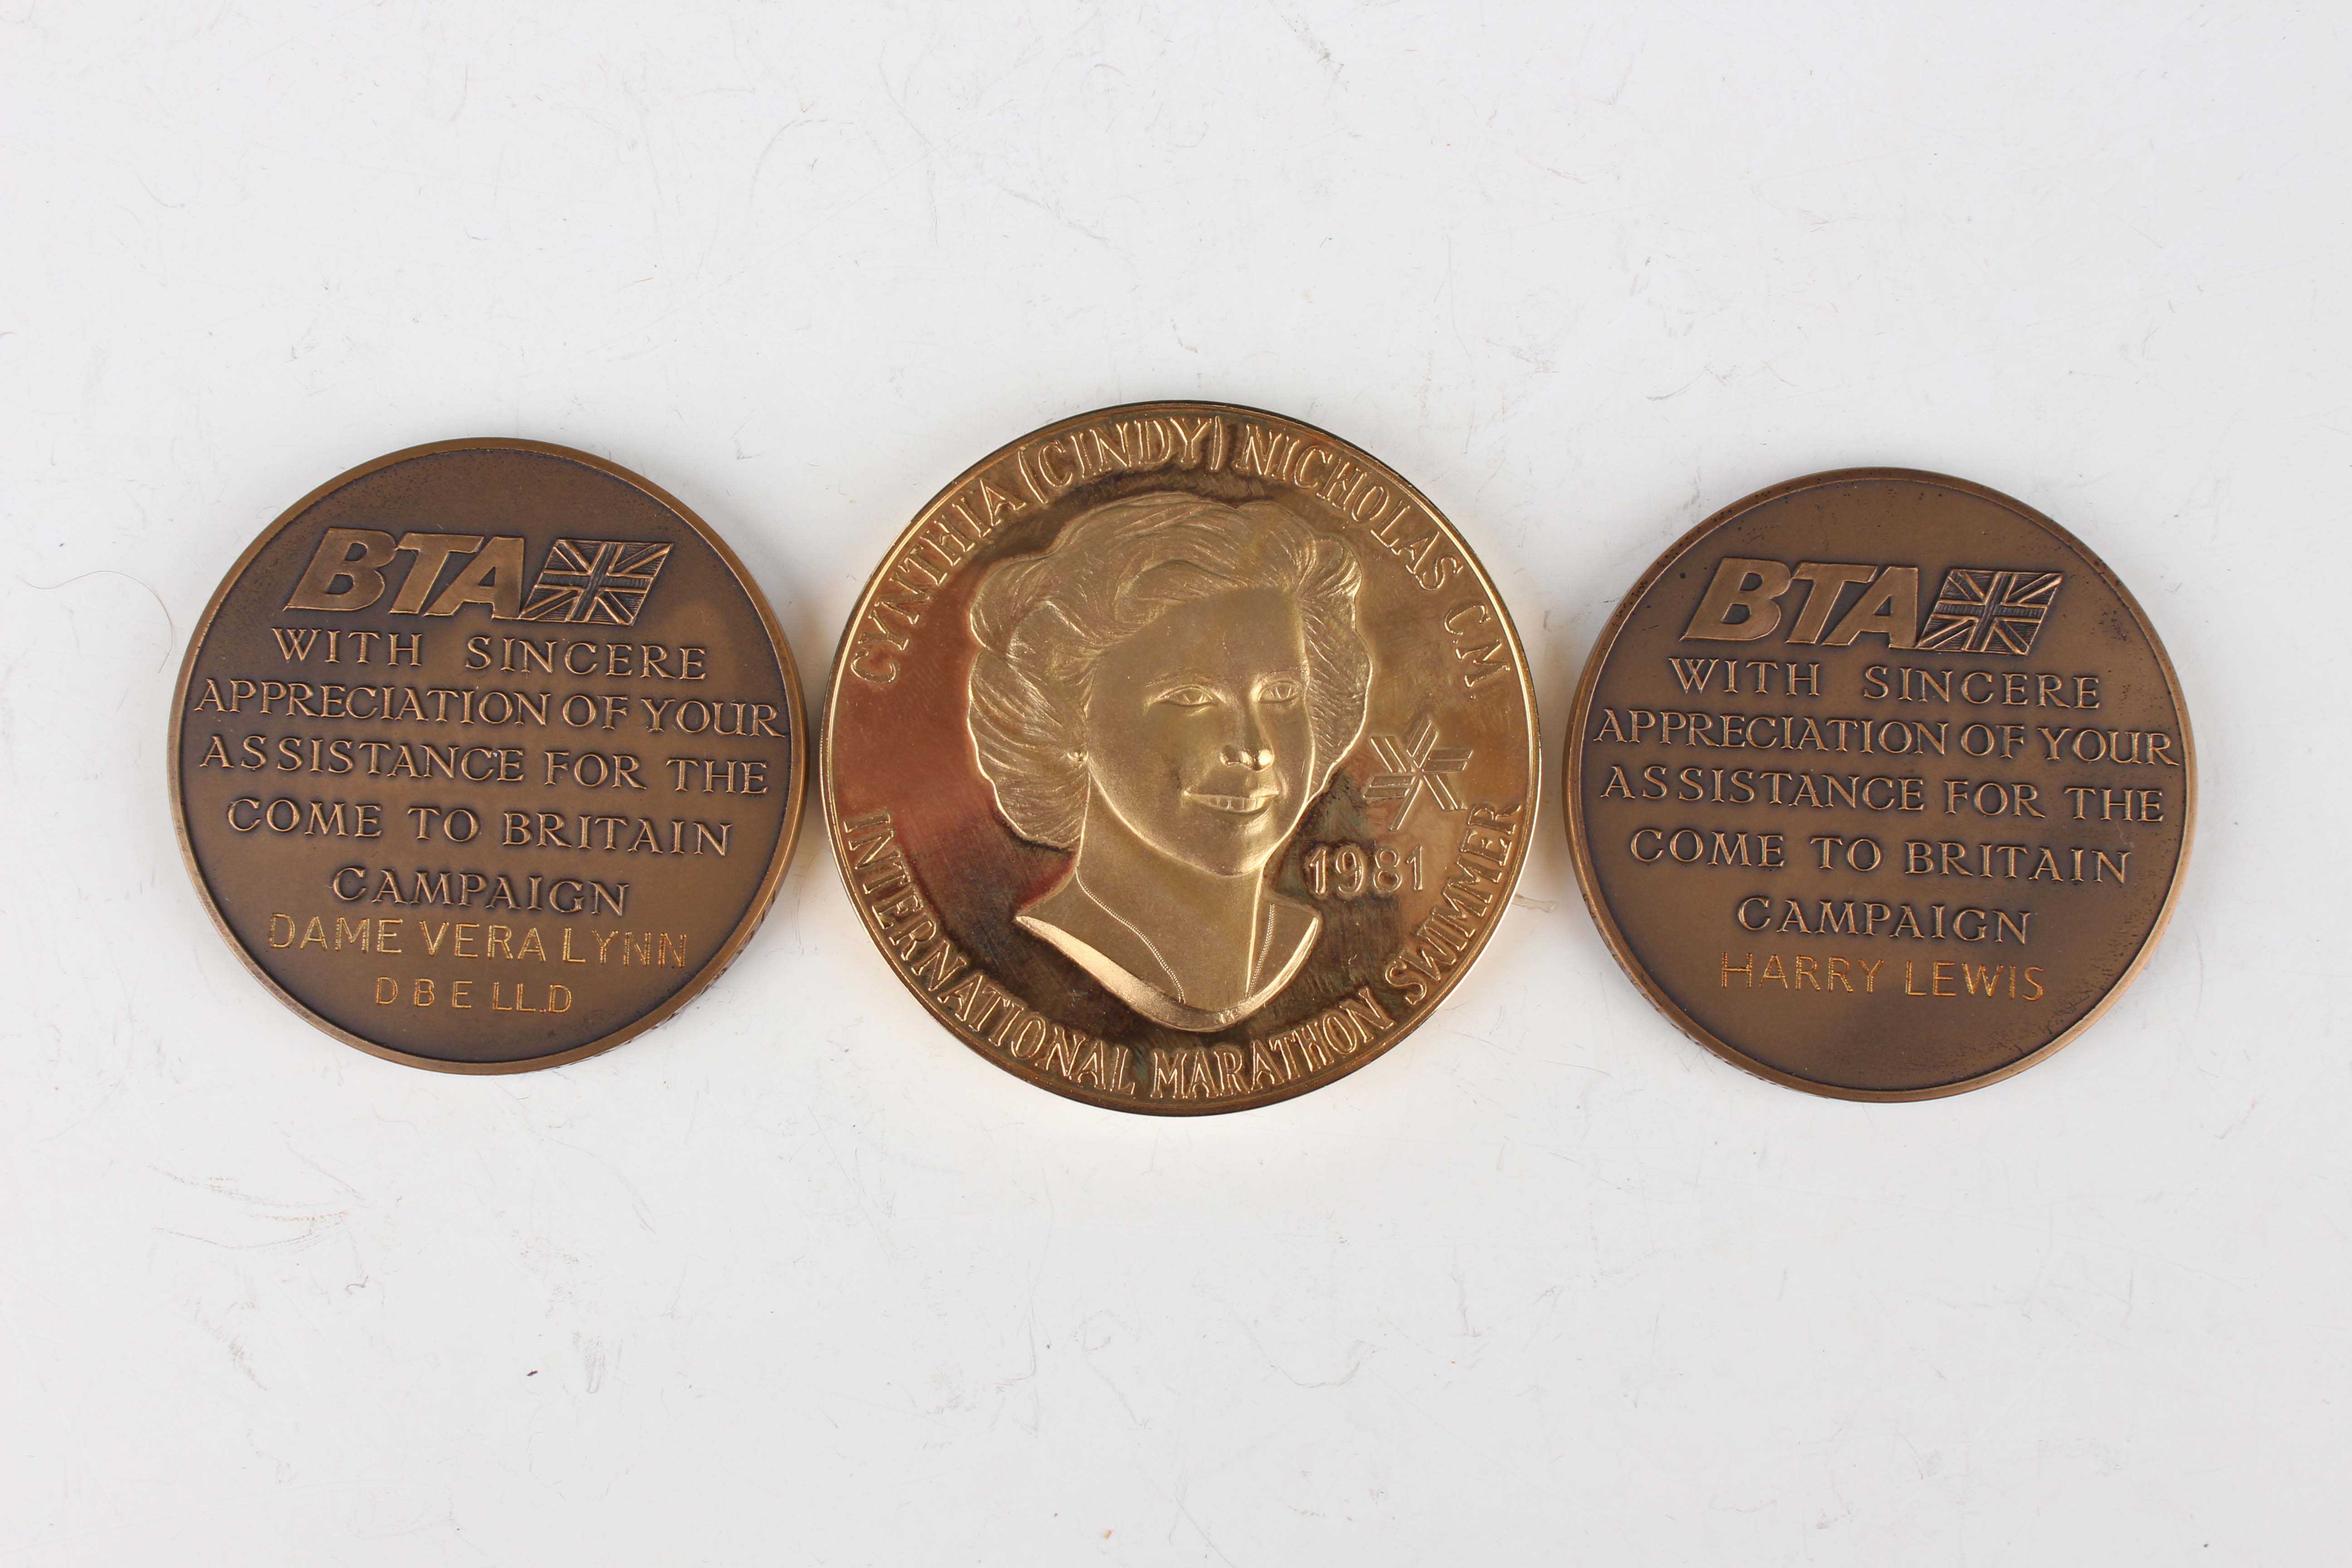 BTA
WITH SINCERE
APPRECIATION OF YOUR
ASSISTANCE FOR THE
COME TO BRITAIN
CAMPAIGN
DAME VERA LYNN
D B E LL.D
CYNTHIA (CINDY) NICHOLAS C.M.
1981
INTERNATIONAL MARATHON SWIMMER
BTA
WITH SINCERE
APPRECIATION OF YOUR
ASSISTANCE FOR THE
COME TO BRITAIN
CAMPAIGN
HARRY LEWIS